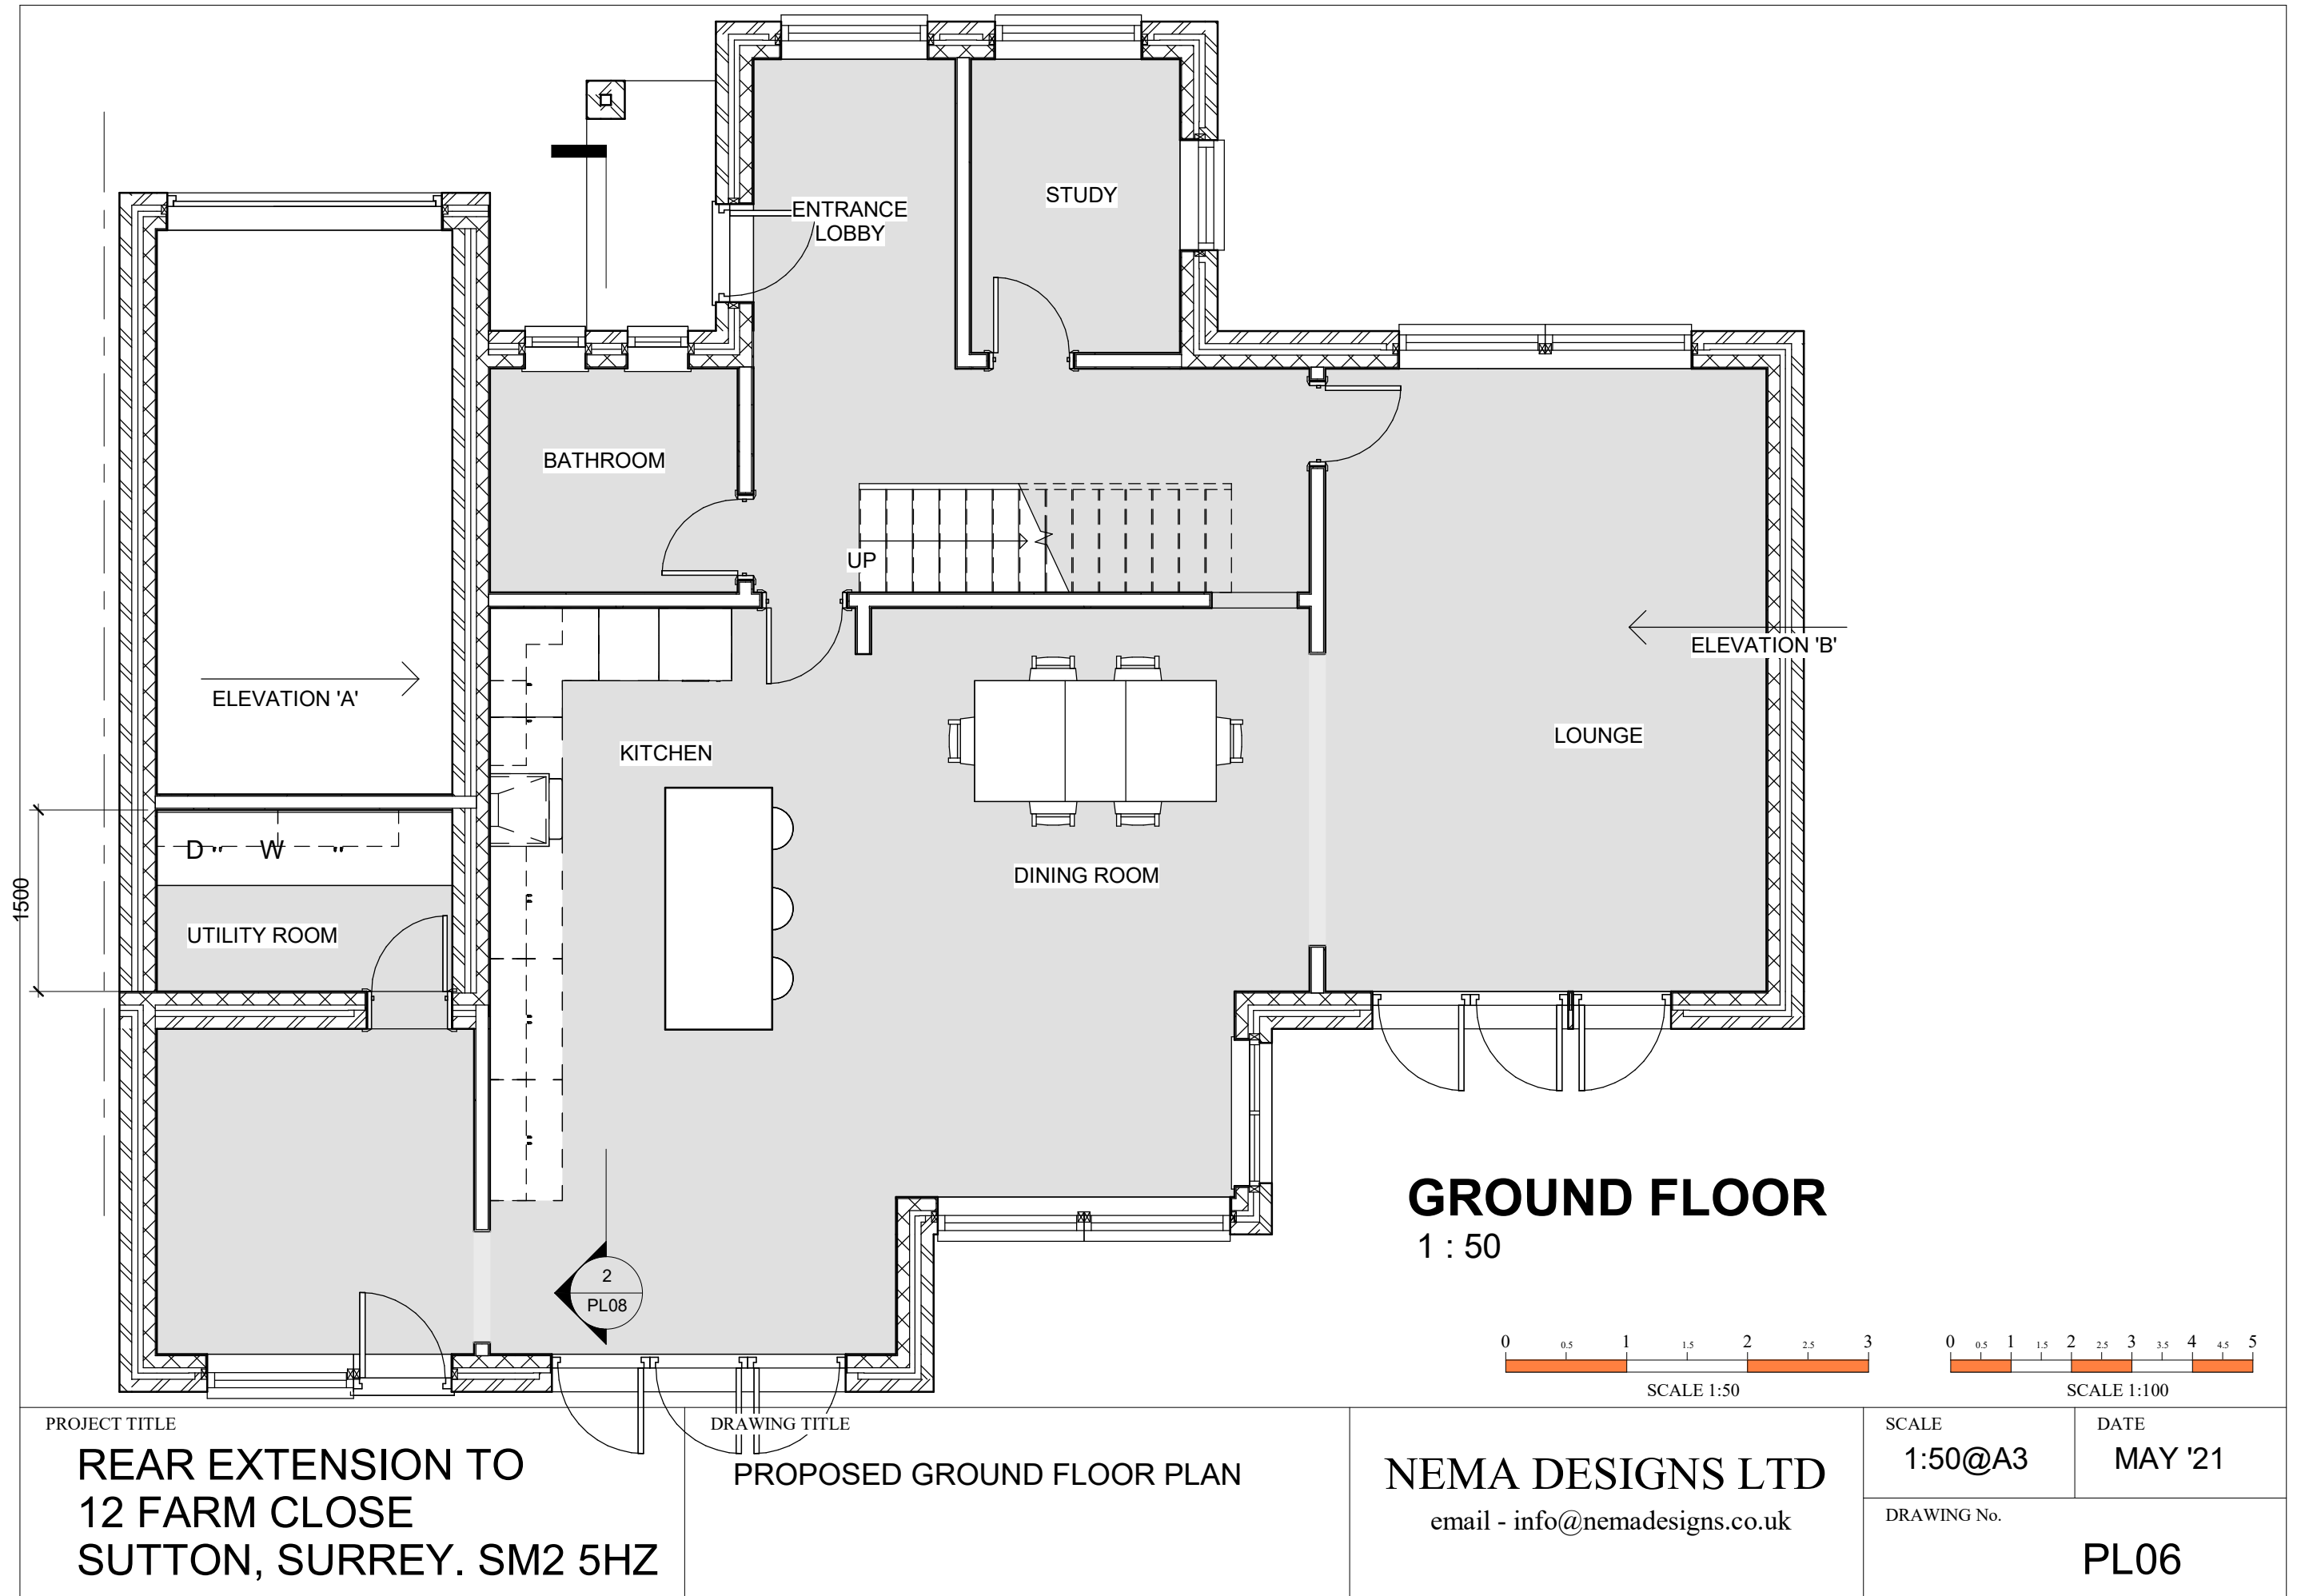 ENTRANCE
LOBBY
STUDY
BATHROOM
UP
ELEVATION 'A'
ELEVATION 'B'
KITCHEN
LOUNGE
D
W
DINING ROOM
1500
UTILITY ROOM
2
PL08
GROUND FLOOR
1 : 50
0 0.5 1 1.5 2 2.5 3
SCALE 1:50
0 0.5 1 1.5 2 2.5 3 3.5 4 4.5 5
SCALE 1:100
PROJECT TITLE
REAR EXTENSION TO
12 FARM CLOSE
SUTTON, SURREY. SM2 5HZ
DRAWING TITLE
PROPOSED GROUND FLOOR PLAN
NEMA DESIGNS LTD
email - info@nemadesigns.co.uk
SCALE
1:50@A3
DATE
MAY '21
DRAWING No.
PL06